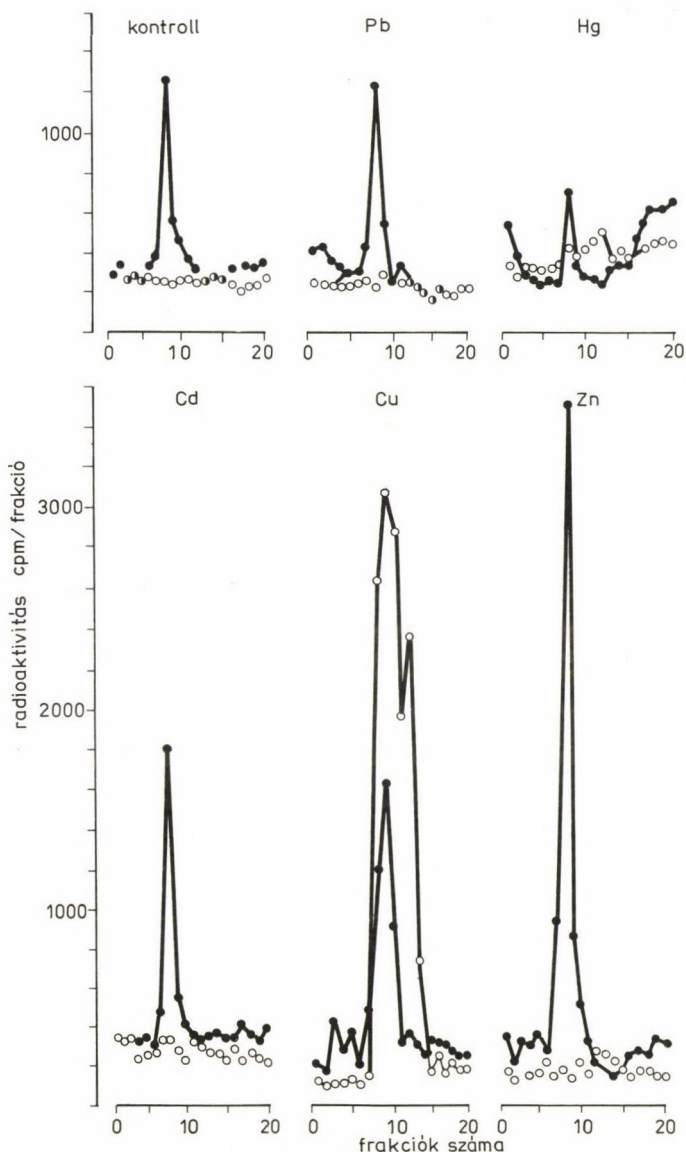 kontroll Pb Hg
1000
0 10 20 0 10 20 0 10 20
Cd Cu Zn
3000
2000
1000
radioaktivitás cpm/frakció
0 10 20 0 10 20 0 10 20
frakciók száma